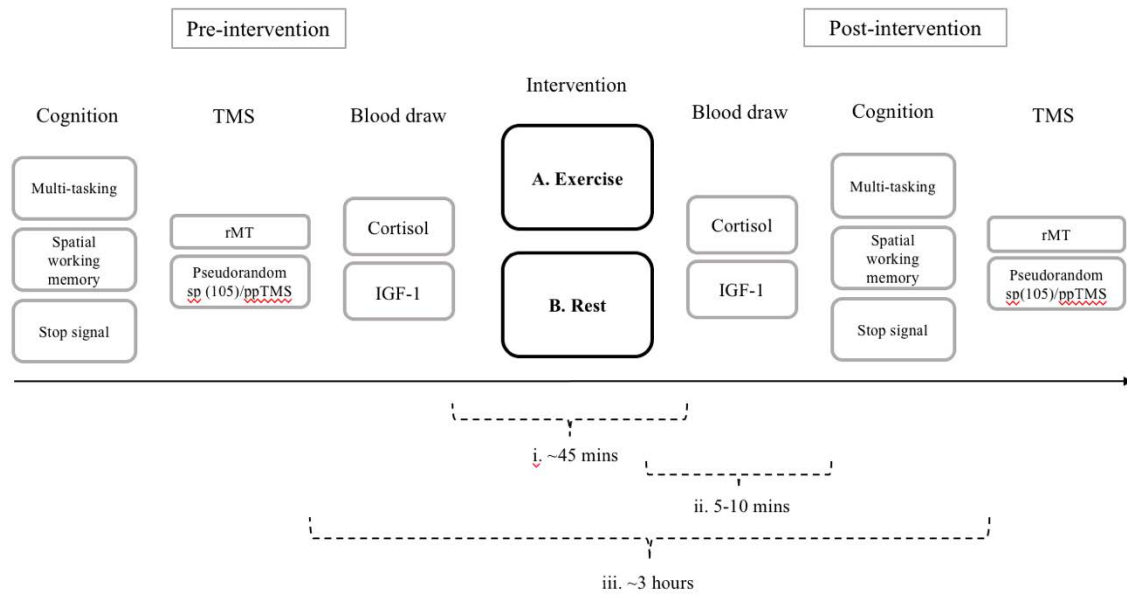 Pre-intervention
Post-intervention
Intervention
Cognition
TMS
Blood draw
Blood draw
Cognition
TMS
Multi-tasking
Spatial
working
memory
Stop signal
rMT
Pseudorandom
sp (105)/ppTMS
Cortisol
IGF-1
A. Exercise
B. Rest
Cortisol
IGF-1
Multi-tasking
Spatial
working
memory
Stop signal
rMT
Pseudorandom
sp(105)/ppTMS
i. ~45 mins
ii. 5-10 mins
iii. ~3 hours